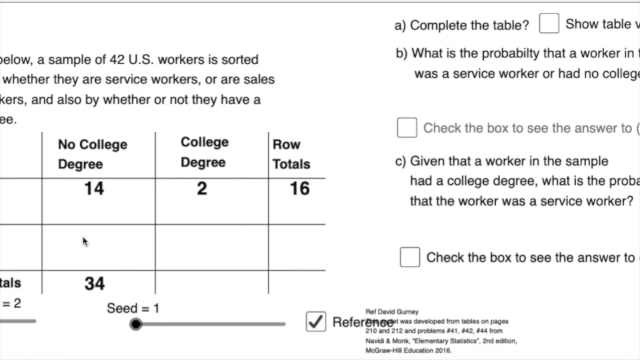 below, a sample of 42 U.S. workers is sorted
whether they are service workers, or are sales
kers, and also by whether or not they have a
ee.
No College Degree
College Degree
Row Totals
14 2 16
tals 34
= 2
Seed = 1
Reference
a) Complete the table? Show table v
b) What is the probabilty that a worker in t
was a service worker or had no college
Check the box to see the answer to (
c) Given that a worker in the sample
had a college degree, what is the proba
that the worker was a service worker?
Check the box to see the answer to
Ref David Gurney
was developed from tables on pages
210 and 212 and problems #41, #42, #44 from
Navidi & Monk, "Elementary Statistics", 2nd edition,
McGraw-Hill Education 2016.